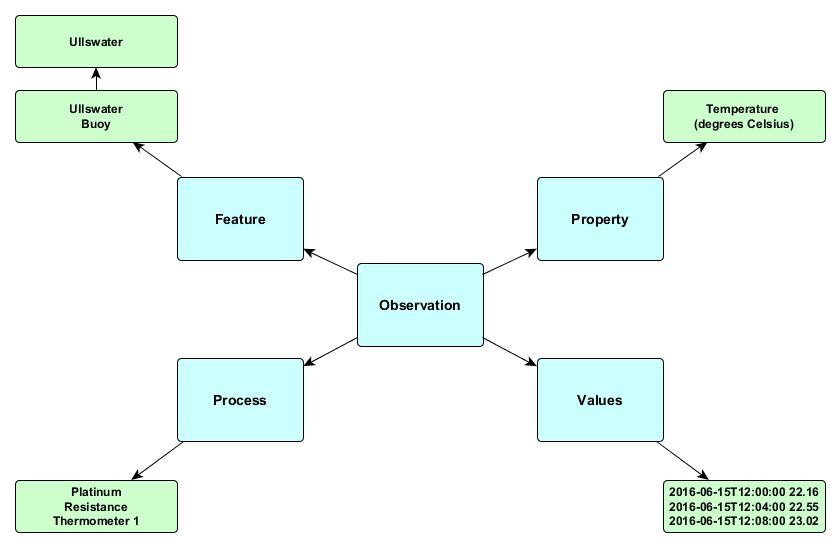 Ullswater
Ullswater
Buoy
Temperature
(degrees Celsius)
Feature
Property
Observation
Process
Values
Platinum
Resistance
Thermometer 1
2016-06-15T12:00:00 22.16
2016-06-15T12:04:00 22.55
2016-06-15T12:08:00 23.02